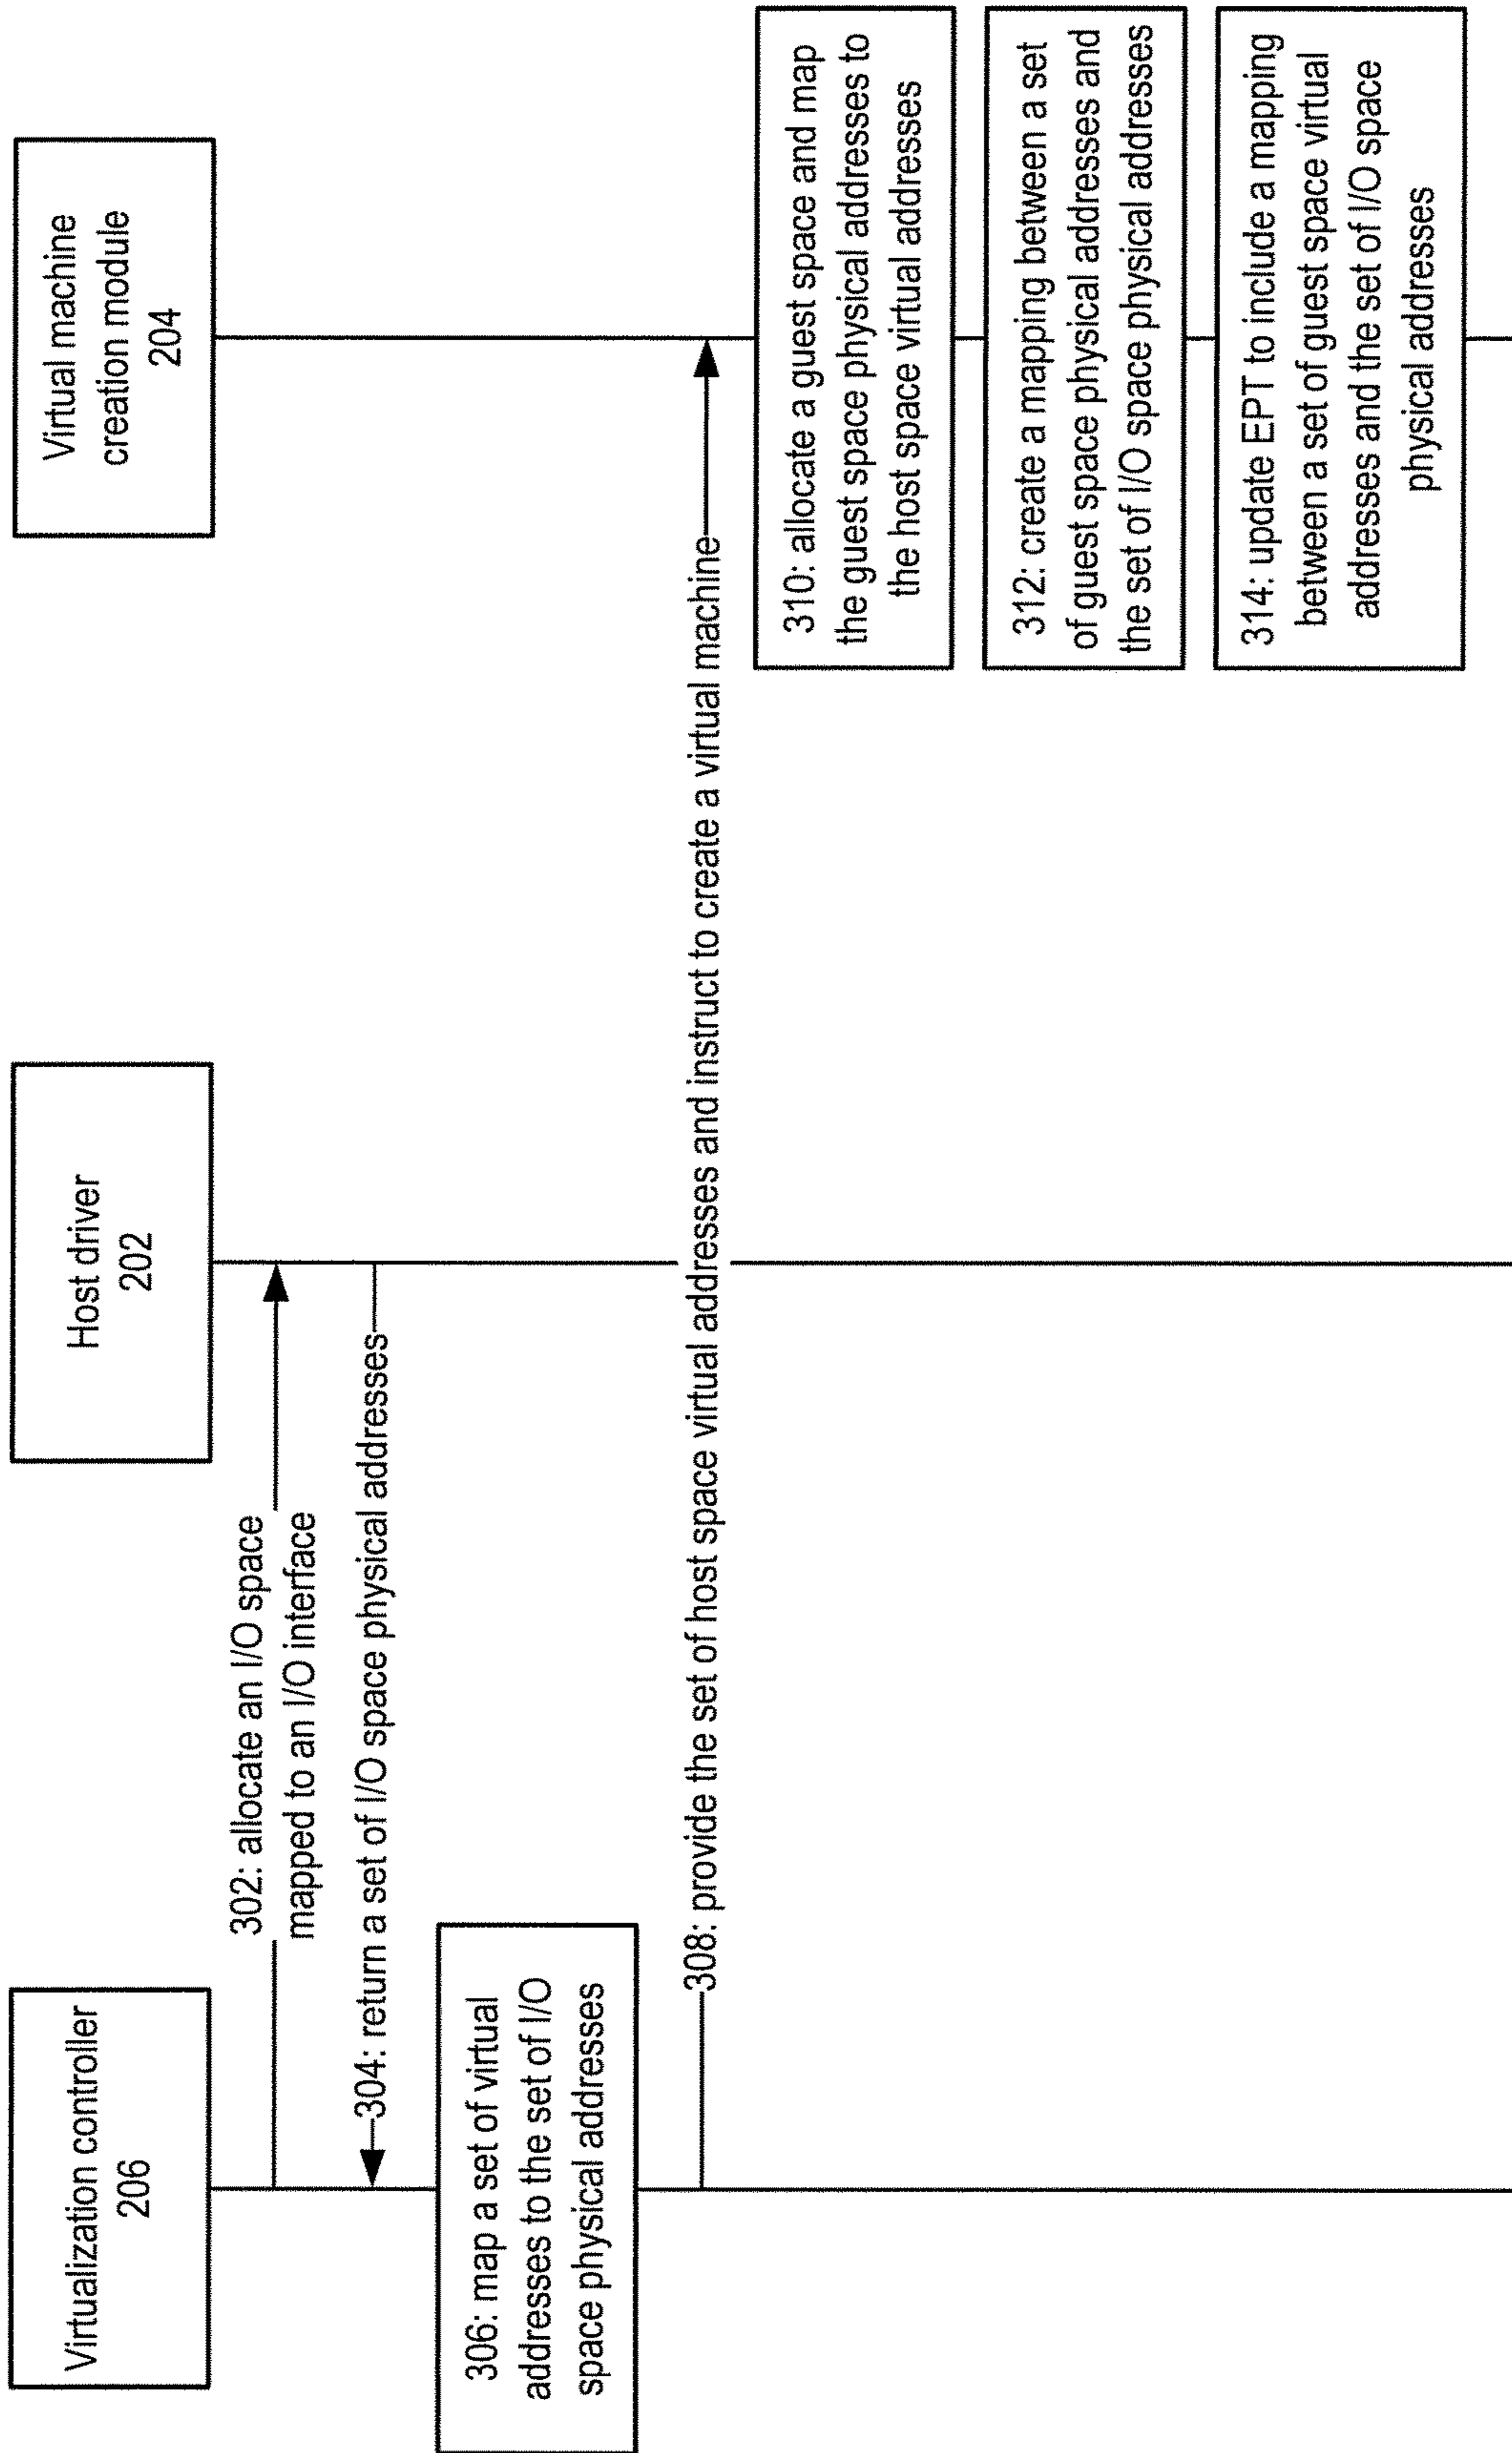 Virtualization controller
206
Host driver
202
Virtual machine
creation module
204
302: allocate an I/O space
mapped to an I/O interface
304: return a set of I/O space physical addresses
306: map a set of virtual
addresses to the set of I/O
space physical addresses
308: provide the set of host space virtual addresses and instruct to create a virtual machine
310: allocate a guest space and map
the guest space physical addresses to
the host space virtual addresses
312: create a mapping between a set
of guest space physical addresses and
the set of I/O space physical addresses
314: update EPT to include a mapping
between a set of guest space virtual
addresses and the set of I/O space
physical addresses